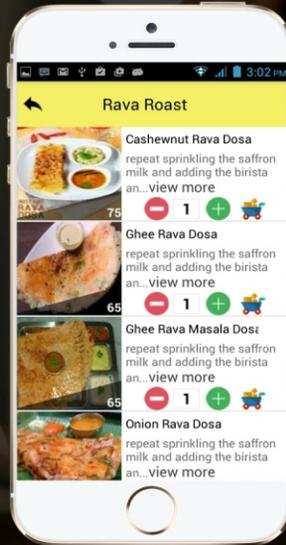 3:02 PM
Rava Roast
Cashewnut Rava Dosa
repeat sprinkling the saffron
milk and adding the birista
an...view more
RAVA
DOSA
75
1
Ghee Rava Dosa
repeat sprinkling the saffron
milk and adding the birista
an...view more
65
1
Ghee Rava Masala Dosa
repeat sprinkling the saffron
milk and adding the birista
an...view more
65
1
Onion Rava Dosa
repeat sprinkling the saffron
milk and adding the birista
an...view more